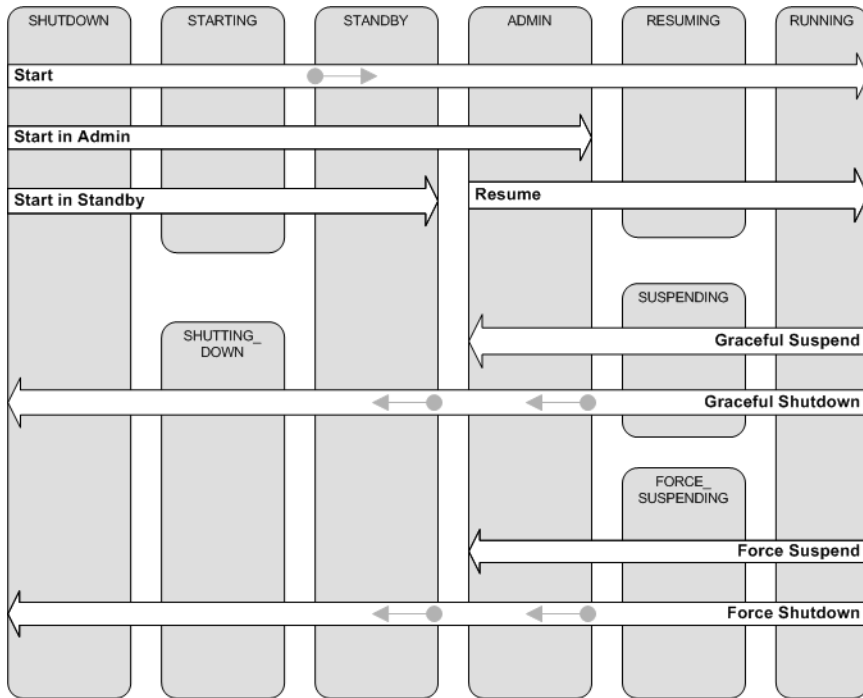 SHUTDOWN
STARTING
STANDBY
ADMIN
RESUMING
RUNNING
Start
Start in Admin
Start in Standby
Resume
SUSPENDING
SHUTTING_
DOWN
Graceful Suspend
Graceful Shutdown
FORCE_
SUSPENDING
Force Suspend
Force Shutdown